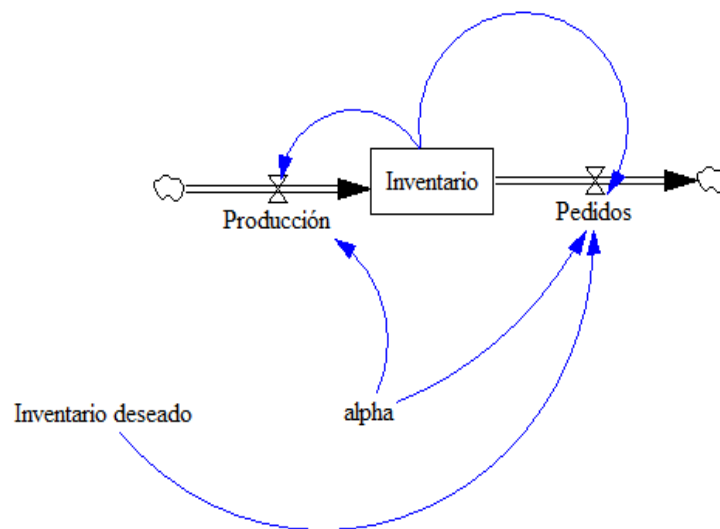 Inventario
Producción
Pedidos
Inventario deseado
alpha